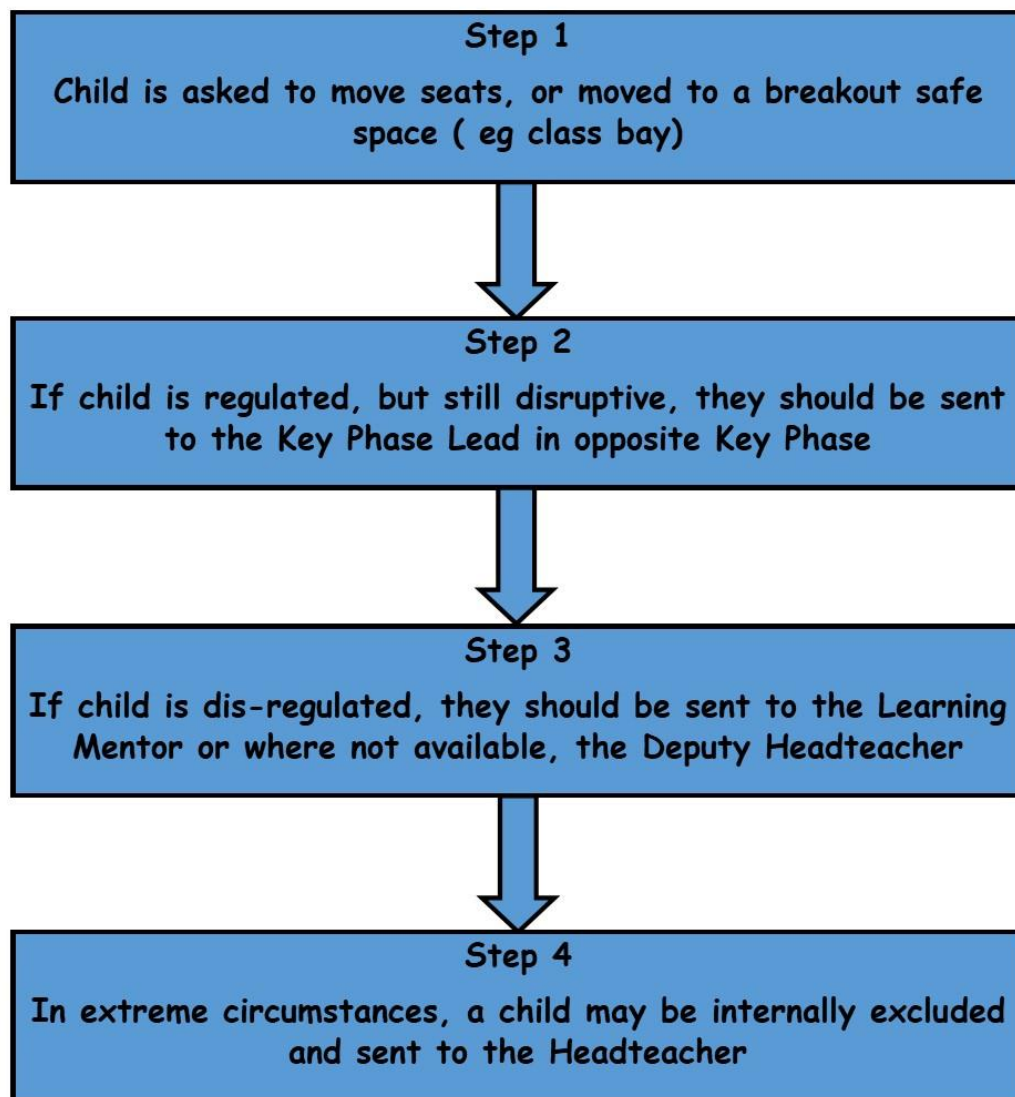 Step 1
Child is asked to move seats, or moved to a breakout safe
space ( eg class bay)
Step 2
If child is regulated, but still disruptive, they should be sent
to the Key Phase Lead in opposite Key Phase
Step 3
If child is dis-regulated, they should be sent to the Learning
Mentor or where not available, the Deputy Headteacher
Step 4
In extreme circumstances, a child may be internally excluded
and sent to the Headteacher